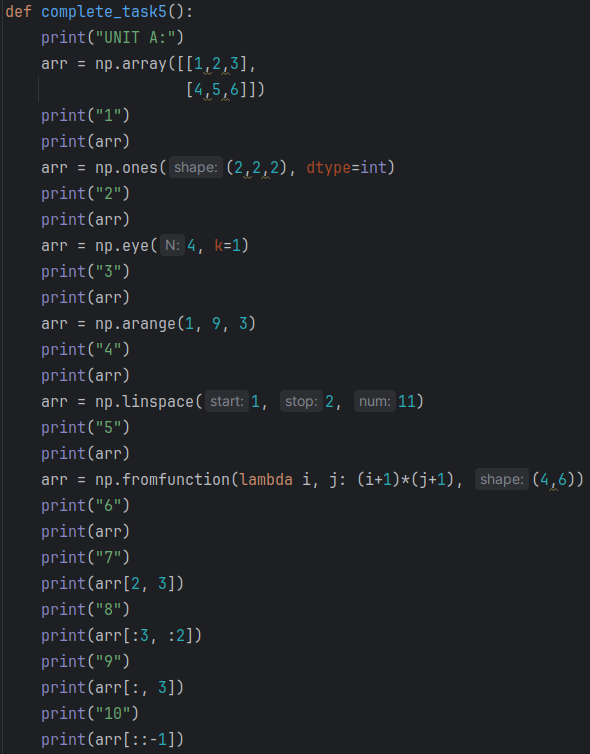 def complete_task5():
    print("UNIT A:")
    arr = np.array([[1,2,3],
                    [4,5,6]])
    print("1")
    print(arr)
    arr = np.ones( shape: (2,2,2), dtype=int)
    print("2")
    print(arr)
    arr = np.eye( N: 4, k=1)
    print("3")
    print(arr)
    arr = np.arange(1, 9, 3)
    print("4")
    print(arr)
    arr = np.linspace( start: 1, stop: 2, num: 11)
    print("5")
    print(arr)
    arr = np.fromfunction(lambda i, j: (i+1)*(j+1), shape: (4,6))
    print("6")
    print(arr)
    print("7")
    print(arr[2, 3])
    print("8")
    print(arr[:3, :2])
    print("9")
    print(arr[:, 3])
    print("10")
    print(arr[::-1])